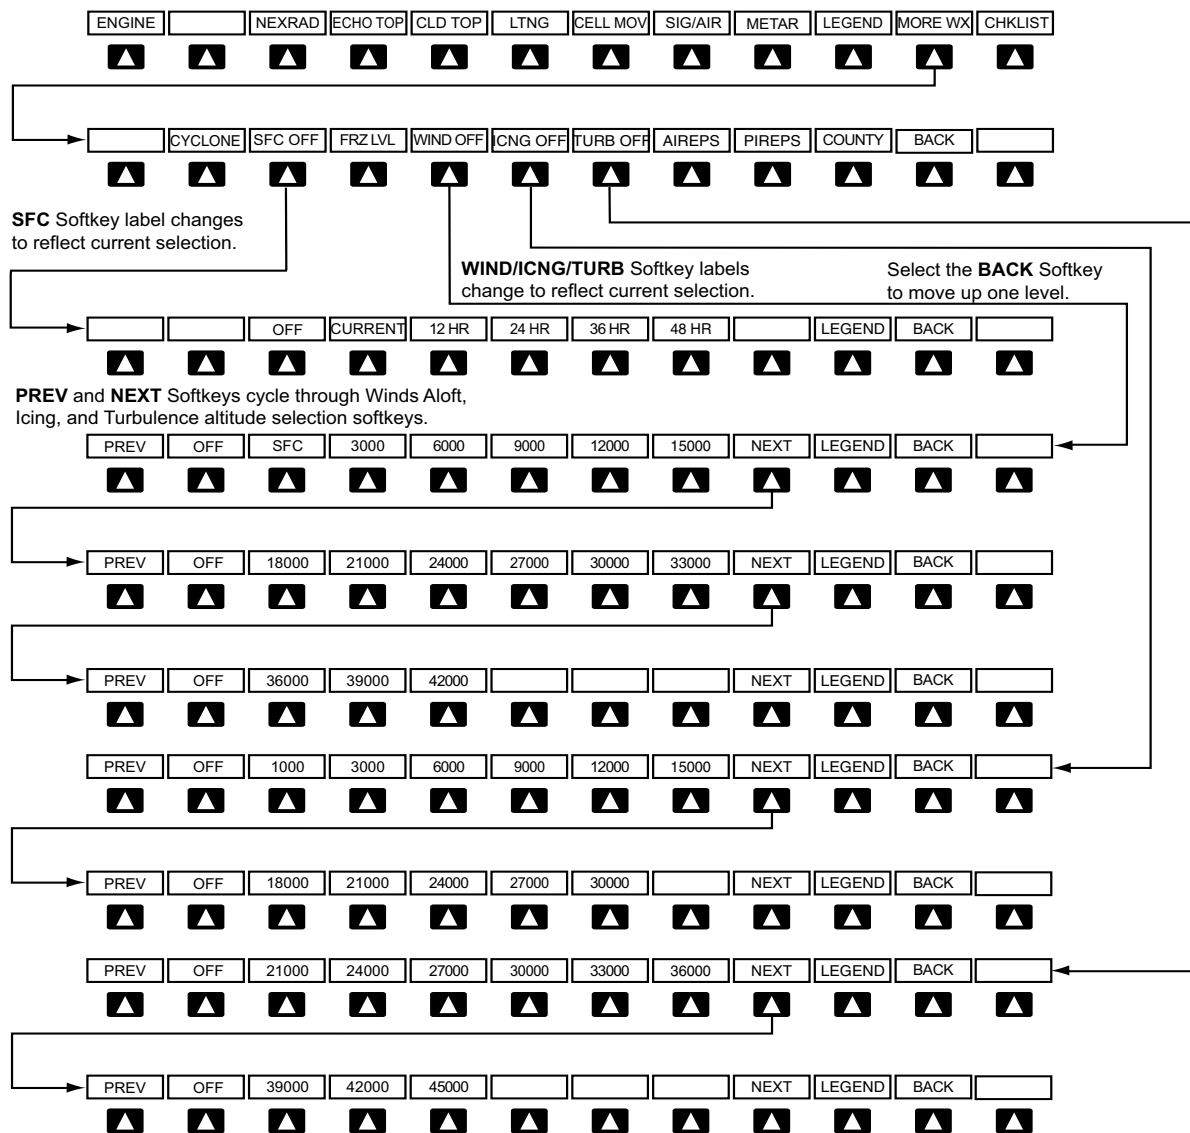 ENGINE NEXRAD ECHO TOP CLD TOP LTNG CELL MOV SIG/AIR METAR LEGEND MORE WX CHKLIST
CYCLONE SFC OFF FRZ LVL WIND OFF ICNG OFF TURB OFF AIREPS PIREPS COUNTY BACK
SFC Softkey label changes
to reflect current selection.
WIND/ICNG/TURB Softkey labels
change to reflect current selection.
Select the BACK Softkey
to move up one level.
OFF CURRENT 12 HR 24 HR 36 HR 48 HR LEGEND BACK
PREV and NEXT Softkeys cycle through Winds Aloft,
Icing, and Turbulence altitude selection softkeys.
PREV OFF SFC 3000 6000 9000 12000 15000 NEXT LEGEND BACK
PREV OFF 18000 21000 24000 27000 30000 33000 NEXT LEGEND BACK
PREV OFF 36000 39000 42000 NEXT LEGEND BACK
PREV OFF 1000 3000 6000 9000 12000 15000 NEXT LEGEND BACK
PREV OFF 18000 21000 24000 27000 30000 NEXT LEGEND BACK
PREV OFF 21000 24000 27000 30000 33000 36000 NEXT LEGEND BACK
PREV OFF 39000 42000 45000 NEXT LEGEND BACK